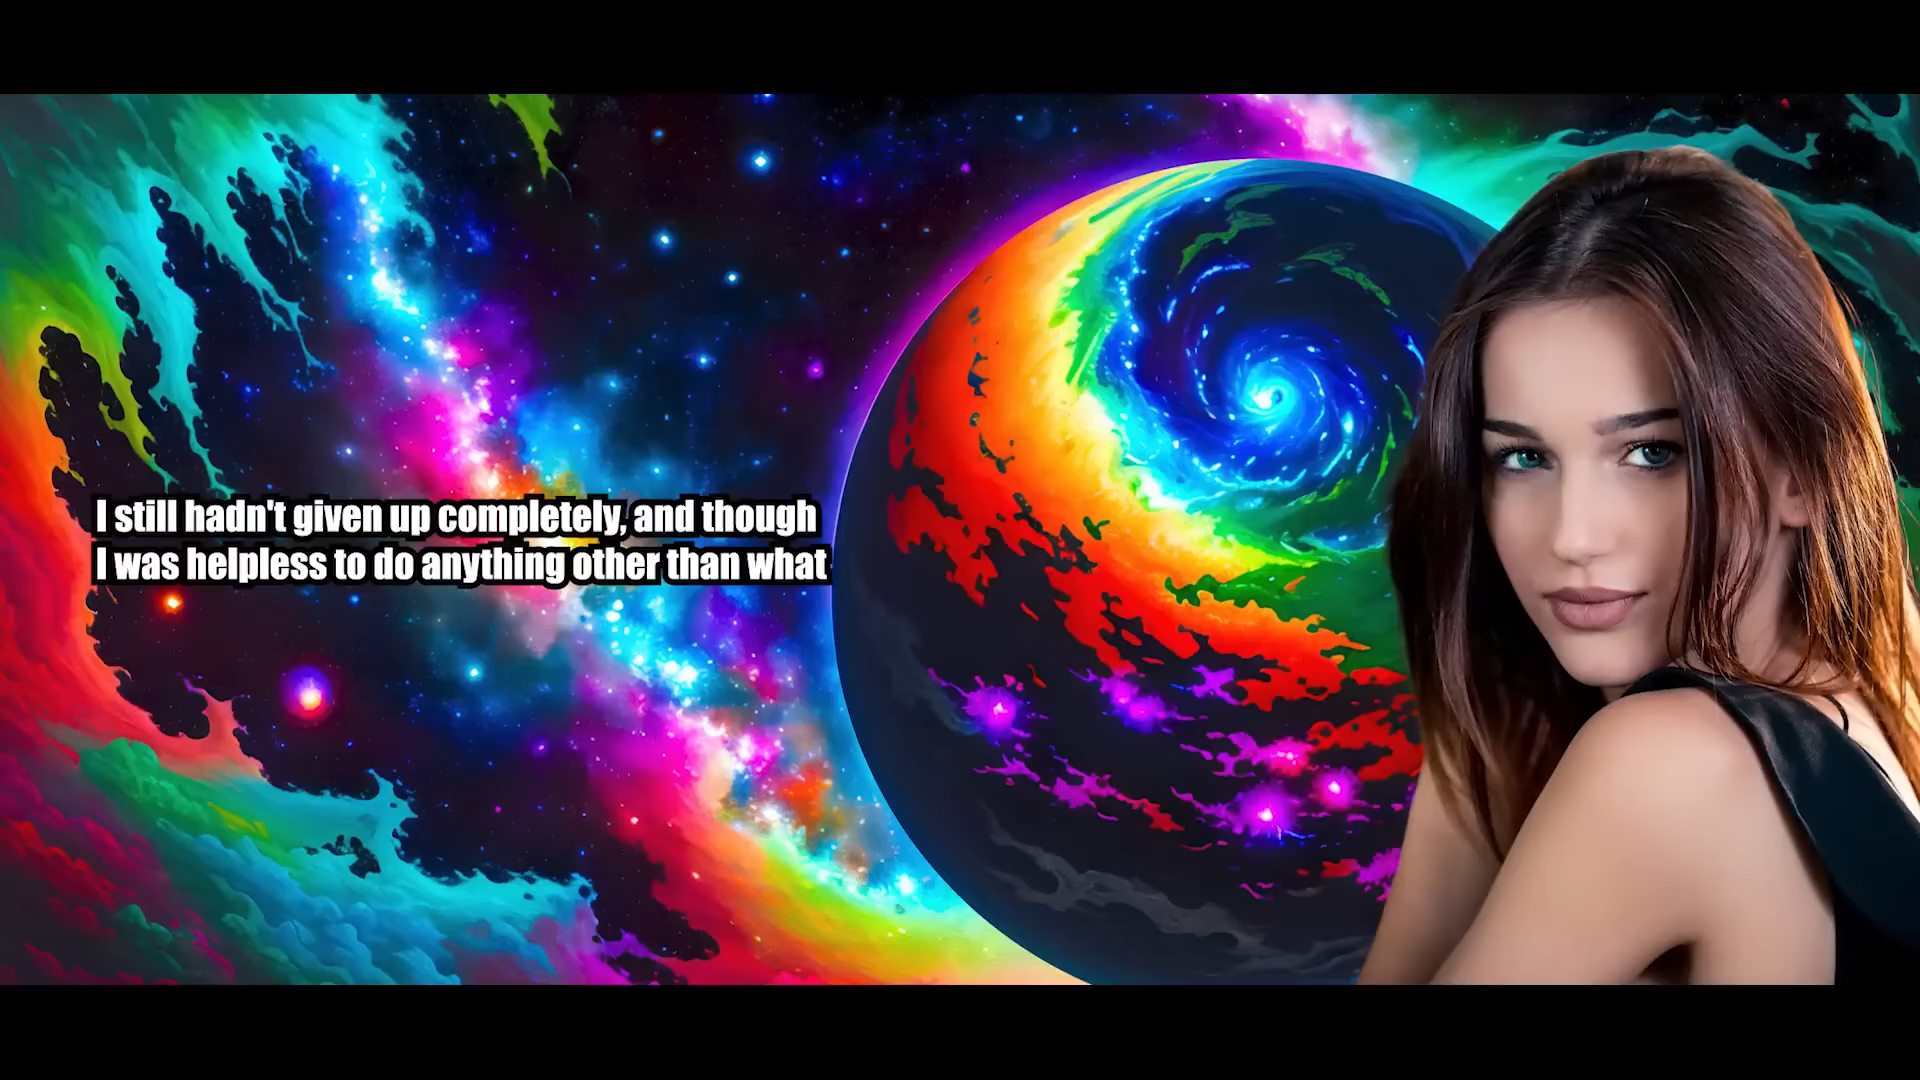 I still hadn't given up completely, and though
I was helpless to do anything other than what